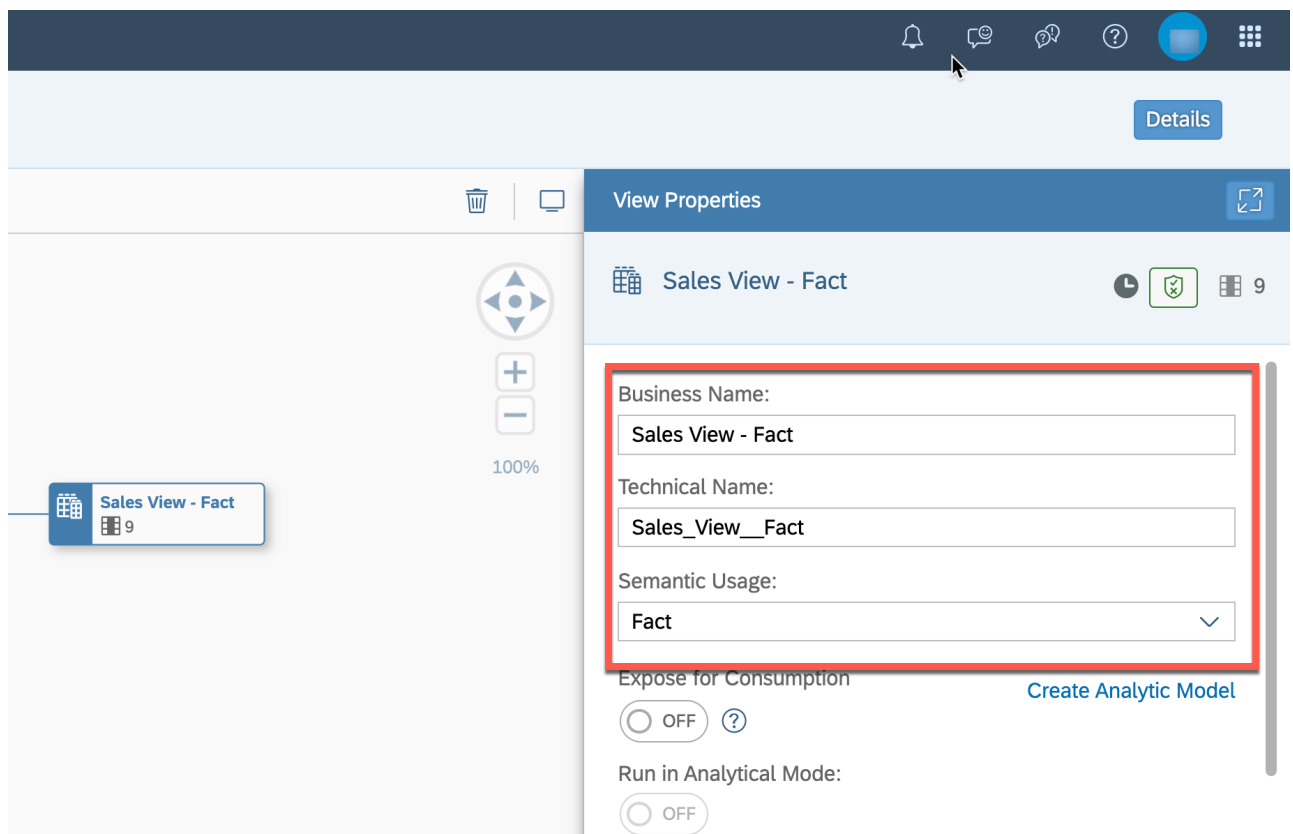 Details
View Properties
Sales View - Fact
9
Business Name:
Sales View - Fact
Technical Name:
Sales_View__Fact
Semantic Usage:
Fact
Expose for Consumption
Create Analytic Model
OFF
Run in Analytical Mode:
OFF
100%
Sales View - Fact
9